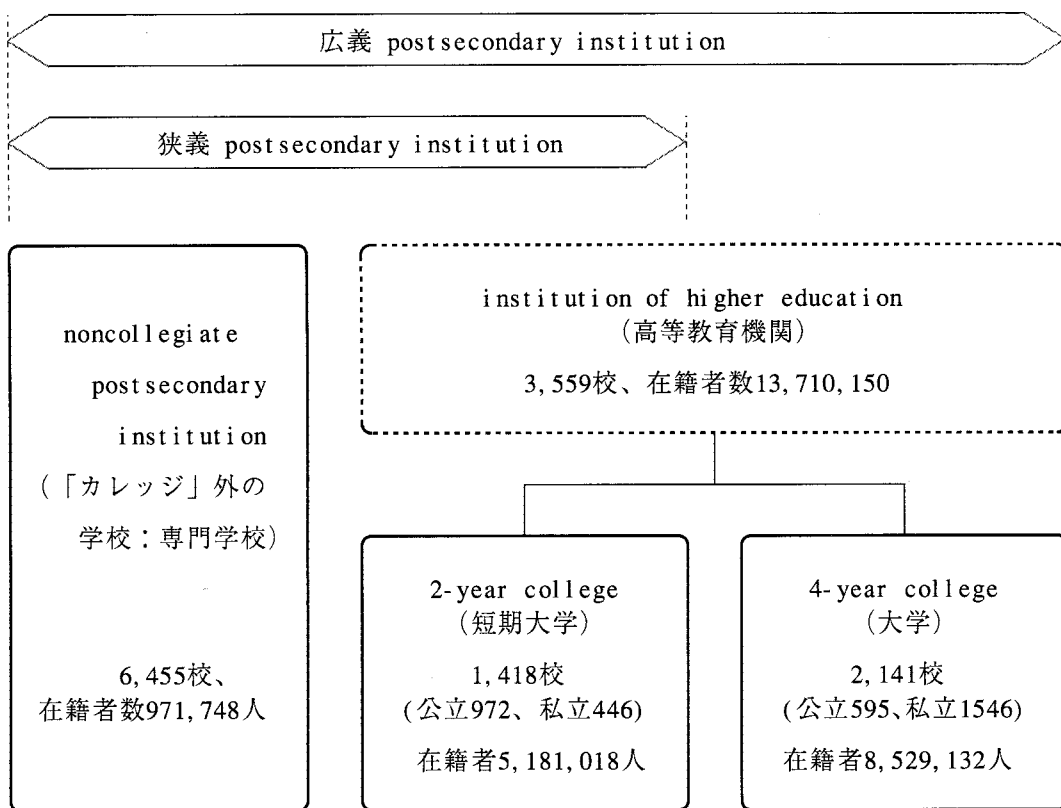 広義 postsecondary institution
狭義 postsecondary institution
noncollegiate
postsecondary
institution
(「カレッジ」外の
学校：専門学校)
6,455校、
在籍者数971,748人
institution of higher education
(高等教育機関)
3,559校、在籍者数13,710,150
2-year college
(短期大学)
1,418校
(公立972、私立446)
在籍者5,181,018人
4-year college
(大学)
2,141校
(公立595、私立1546)
在籍者8,529,132人